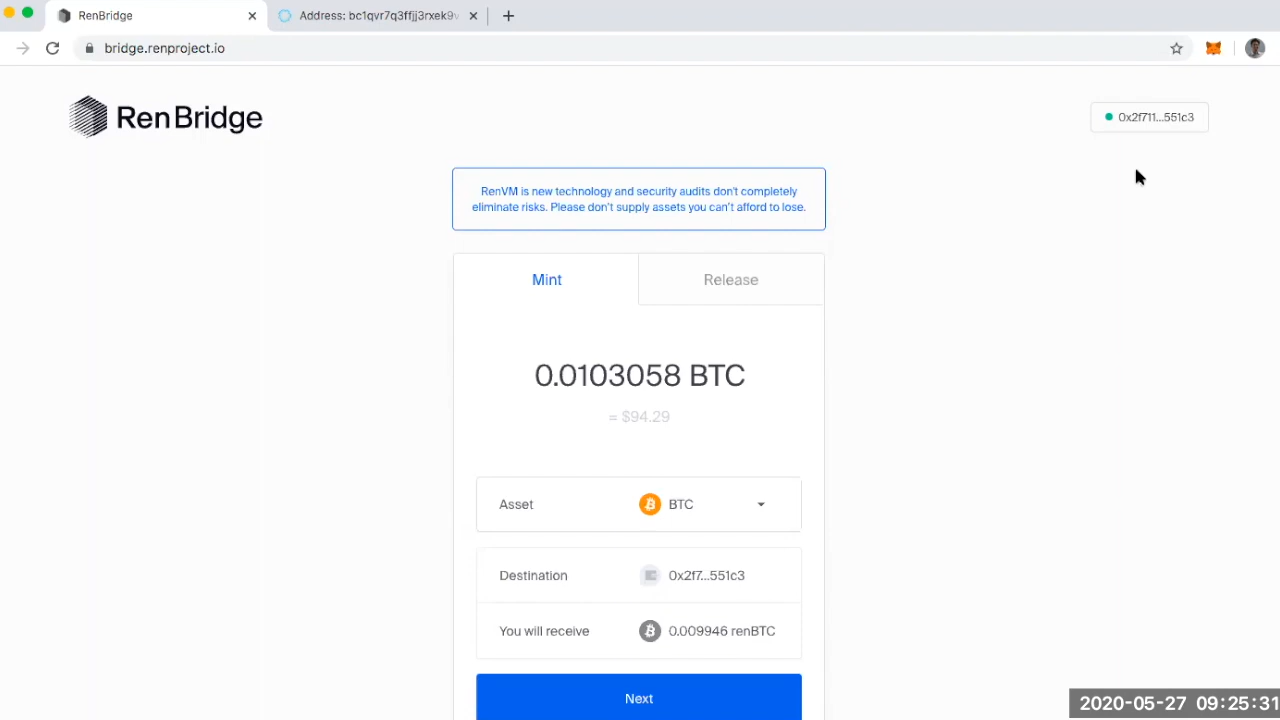 RenBridge
Address: bc1qvr7q3ffjj3rxek9v
bridge.renproject.io
RenBridge
0x2f711...551c3
RenVM is new technology and security audits don't completely
eliminate risks. Please don't supply assets you can't afford to lose.
Mint
Release
0.0103058 BTC
= $94.29
Asset
BTC
Destination
0x2f7...551c3
You will receive
0.009946 renBTC
Next
2020-05-27 09:25:31